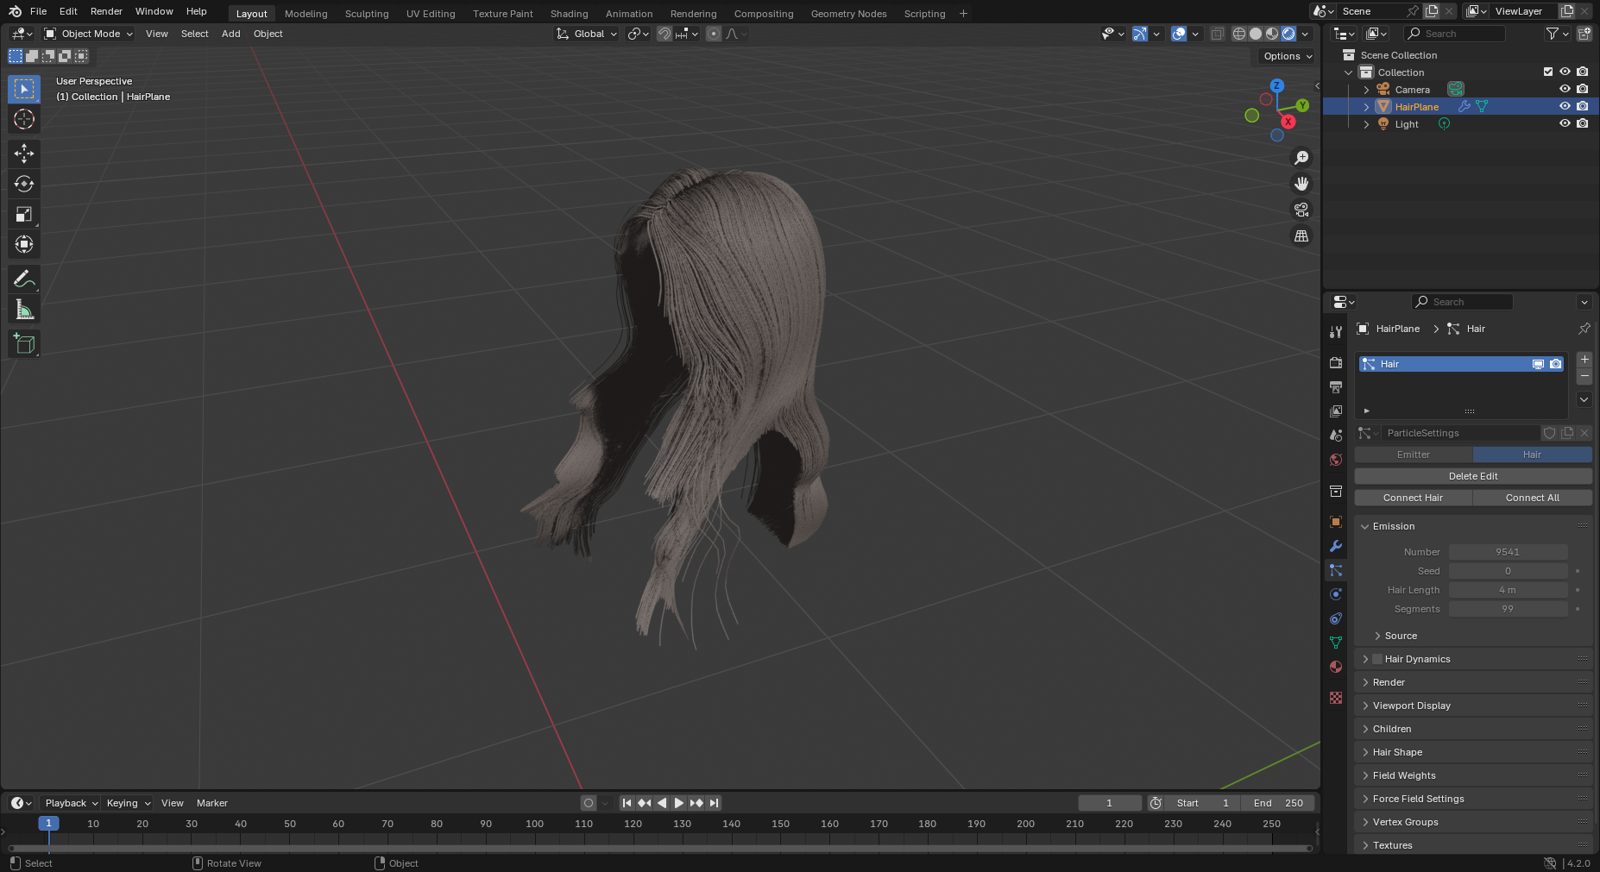 File Edit Render Window Help Layout Modeling Sculpting UV Editing Texture Paint Shading Animation Rendering Compositing Geometry Nodes Scripting + Scene ViewLayer
Object Mode View Select Add Object Global Search
Options
User Perspective
(1) Collection | HairPlane
Z
Y
X
Scene Collection
Collection
Camera
HairPlane
Light
Search
HairPlane > Hair
Hair
ParticleSettings
Emitter Hair
Delete Edit
Connect Hair Connect All
Emission
Number 9541
Seed 0
Hair Length 4 m
Segments 99
Source
Hair Dynamics
Render
Viewport Display
Children
Hair Shape
Field Weights
Force Field Settings
Vertex Groups
Textures
Playback Keying View Marker 1 Start 1 End 250
1 10 20 30 40 50 60 70 80 90 100 110 120 130 140 150 160 170 180 190 200 210 220 230 240 250
Select Rotate View Object 4.2.0